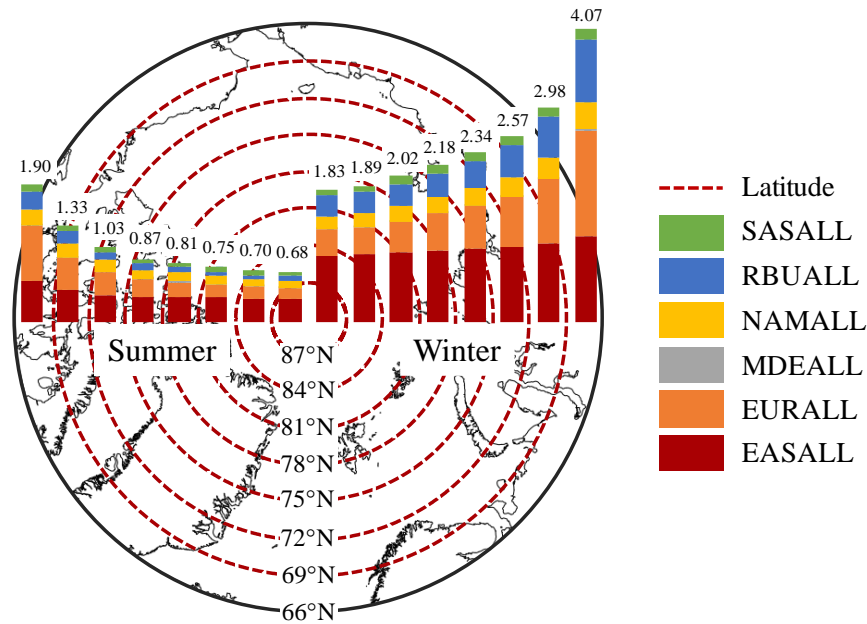 4.07
2.98
2.57
2.34
2.18
2.02
1.89
1.83
1.90
1.33
1.03
0.87
0.81
0.75
0.70
0.68
Summer
Winter
87°N
84°N
81°N
78°N
75°N
72°N
69°N
66°N
Latitude
SASALL
RBUALL
NAMALL
MDEALL
EURALL
EASALL